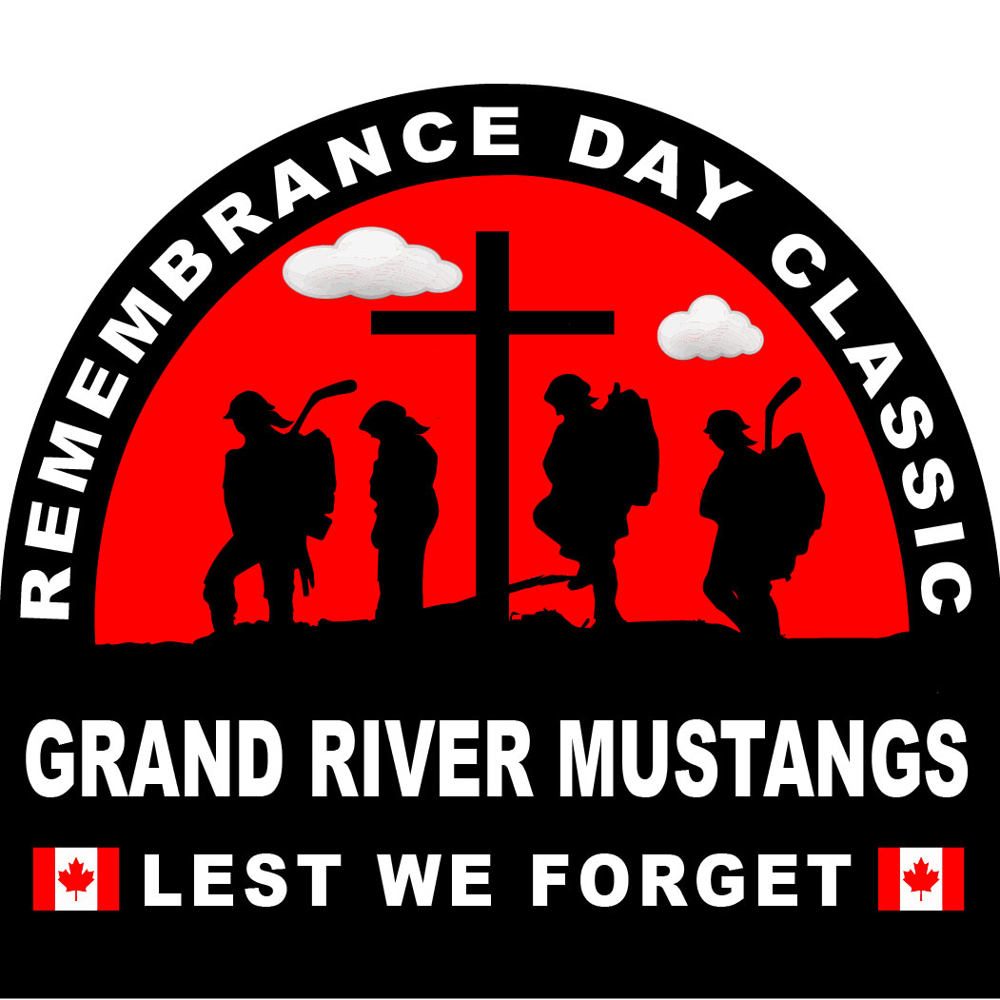 REMEMBRANCE DAY CLASSIC
GRAND RIVER MUSTANGS
LEST WE FORGET